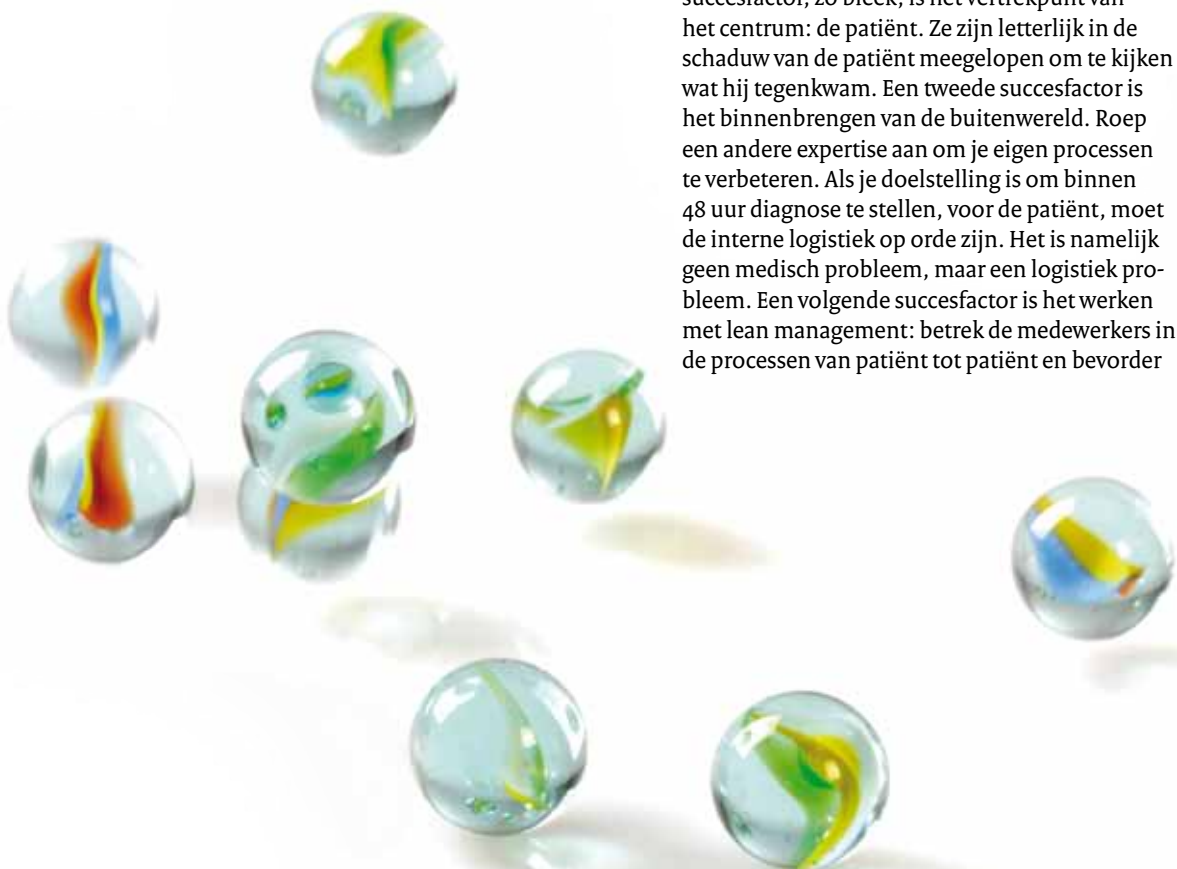 succesfactor, zo bleek, is het vertrekpunt van
het centrum: de patiënt. Ze zijn letterlijk in de
schaduw van de patiënt meegelopen om te kijken
wat hij tegenkwam. Een tweede succesfactor is
het binnenbrengen van de buitenwereld. Roep
een andere expertise aan om je eigen processen
te verbeteren. Als je doelstelling is om binnen
48 uur diagnose te stellen, voor de patiënt, moet
de interne logistiek op orde zijn. Het is namelijk
geen medisch probleem, maar een logistiek pro-
bleem. Een volgende succesfactor is het werken
met lean management: betrek de medewerkers in
de processen van patiënt tot patiënt en bevorder